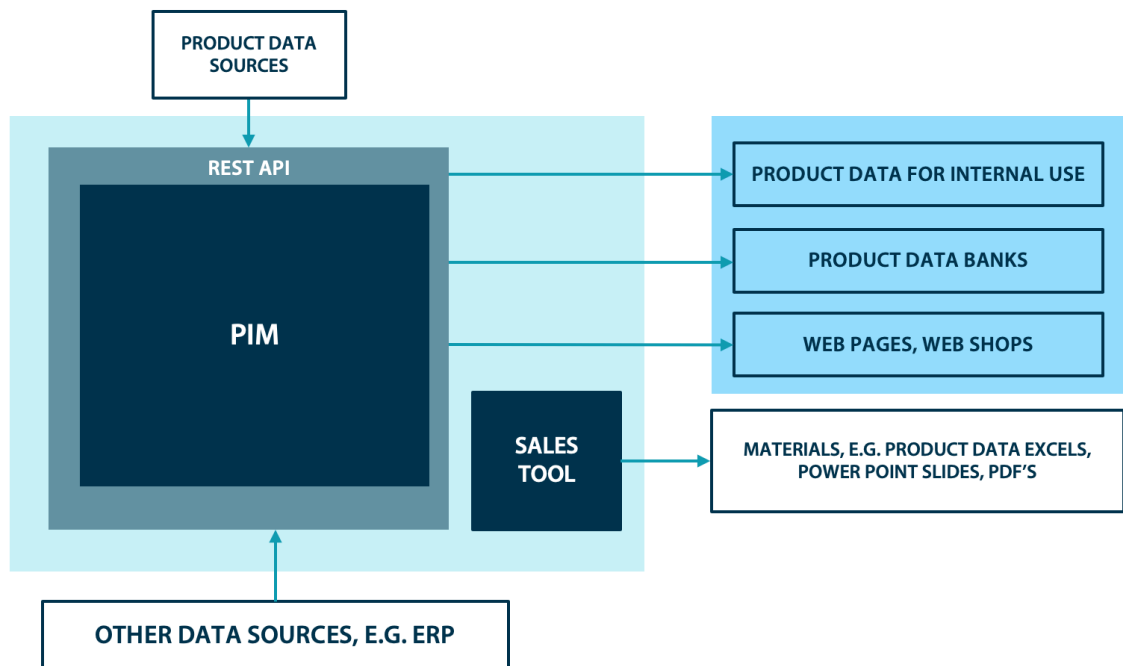 PRODUCT DATA
SOURCES
REST API
PIM
PRODUCT DATA FOR INTERNAL USE
PRODUCT DATA BANKS
WEB PAGES, WEB SHOPS
SALES
TOOL
MATERIALS, E.G. PRODUCT DATA EXCELS,
POWER POINT SLIDES, PDF'S
OTHER DATA SOURCES, E.G. ERP